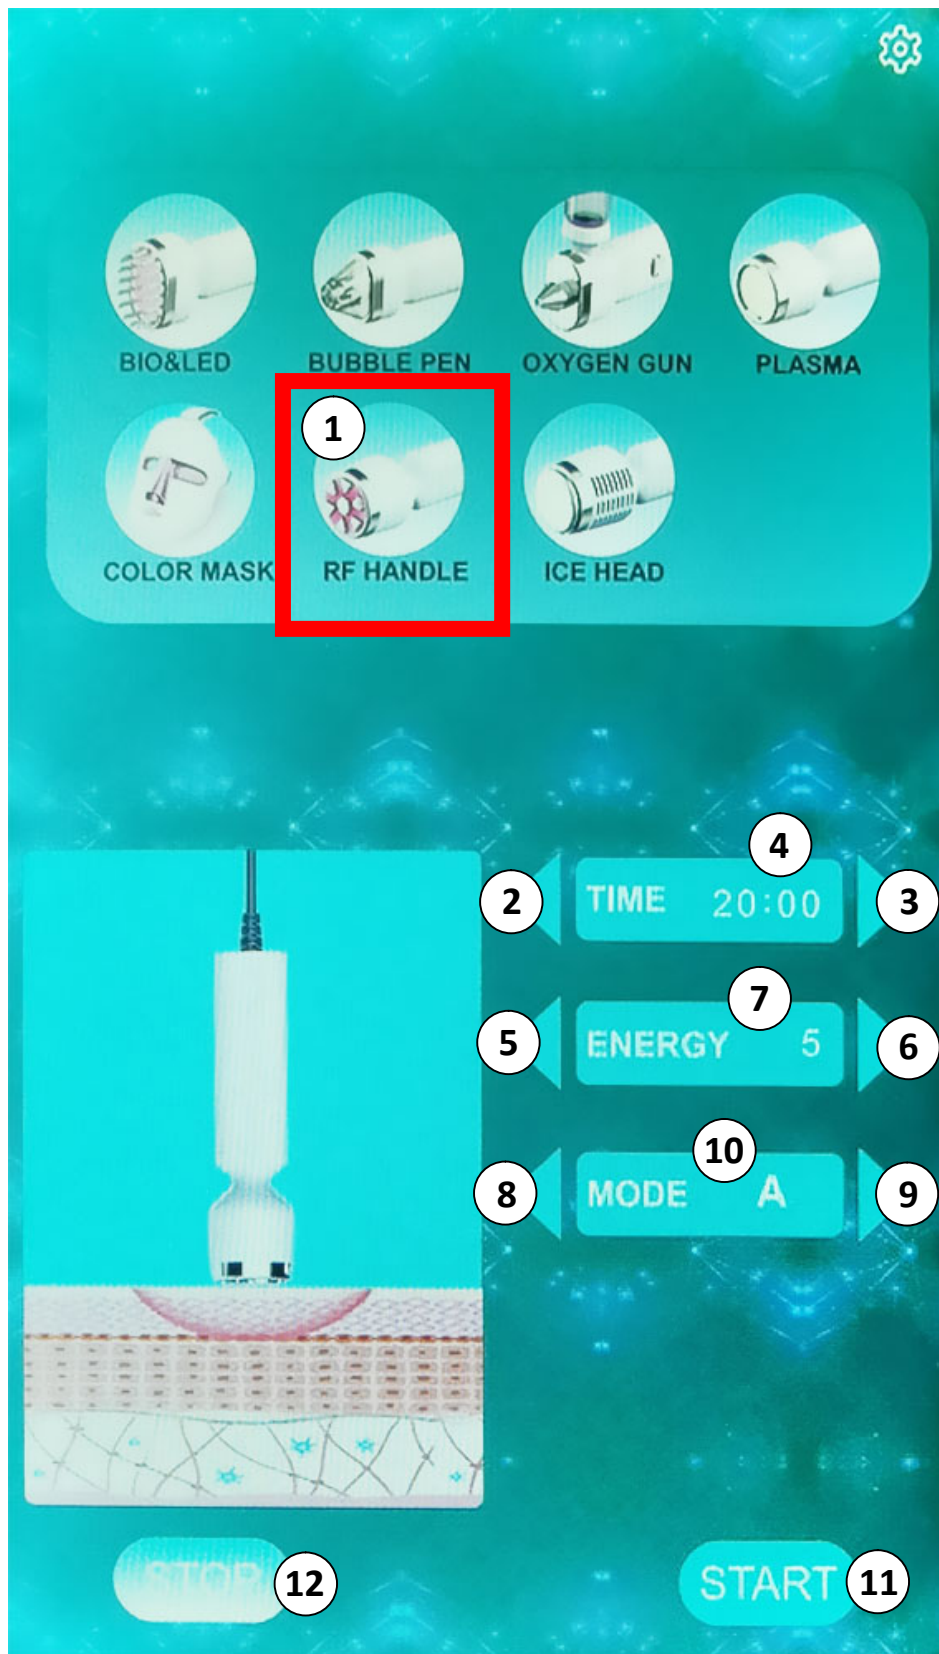 BIO&LED
BUBBLE PEN
OXYGEN GUN
PLASMA
1
COLOR MASK
RF HANDLE
ICE HEAD
4
2
TIME 20:00
3
7
5
ENERGY 5
6
10
8
MODE A
9
STOP
12
START
11